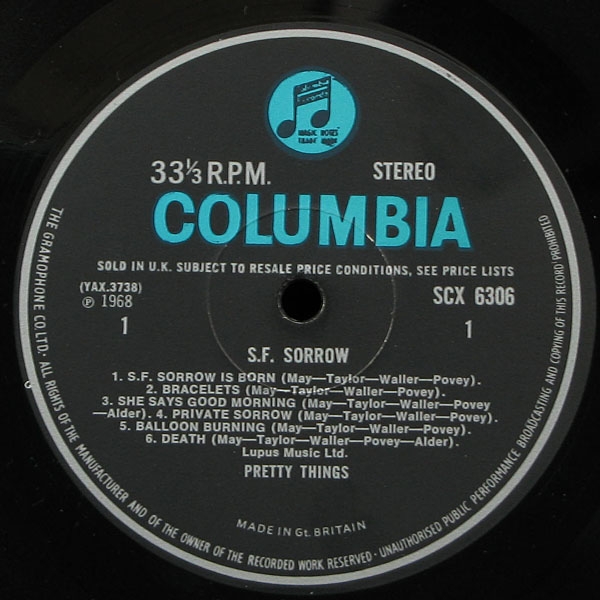 Columbia
Records
MAGIC NOTES
TRADE MARK
33⅓ R.P.M.
STEREO
COLUMBIA
SOLD IN U.K. SUBJECT TO RESALE PRICE CONDITIONS, SEE PRICE LISTS
(YAX.3738)
℗ 1968
SCX 6306
1
1
S.F. SORROW
1. S.F. SORROW IS BORN (May—Taylor—Waller—Povey).
2. BRACELETS (May—Taylor—Waller—Povey).
3. SHE SAYS GOOD MORNING (May—Taylor—Waller—Povey
—Alder). 4. PRIVATE SORROW (May—Taylor—Waller—Povey).
5. BALLOON BURNING (May—Taylor—Waller—Povey).
6. DEATH (May—Taylor—Waller—Povey—Alder).
Lupus Music Ltd.
PRETTY THINGS
MADE IN Gt. BRITAIN
THE GRAMOPHONE CO. LTD. · ALL RIGHTS OF THE MANUFACTURER AND OF THE OWNER OF THE RECORDED WORK RESERVED · UNAUTHORISED PUBLIC PERFORMANCE BROADCASTING AND COPYING OF THIS RECORD PROHIBITED